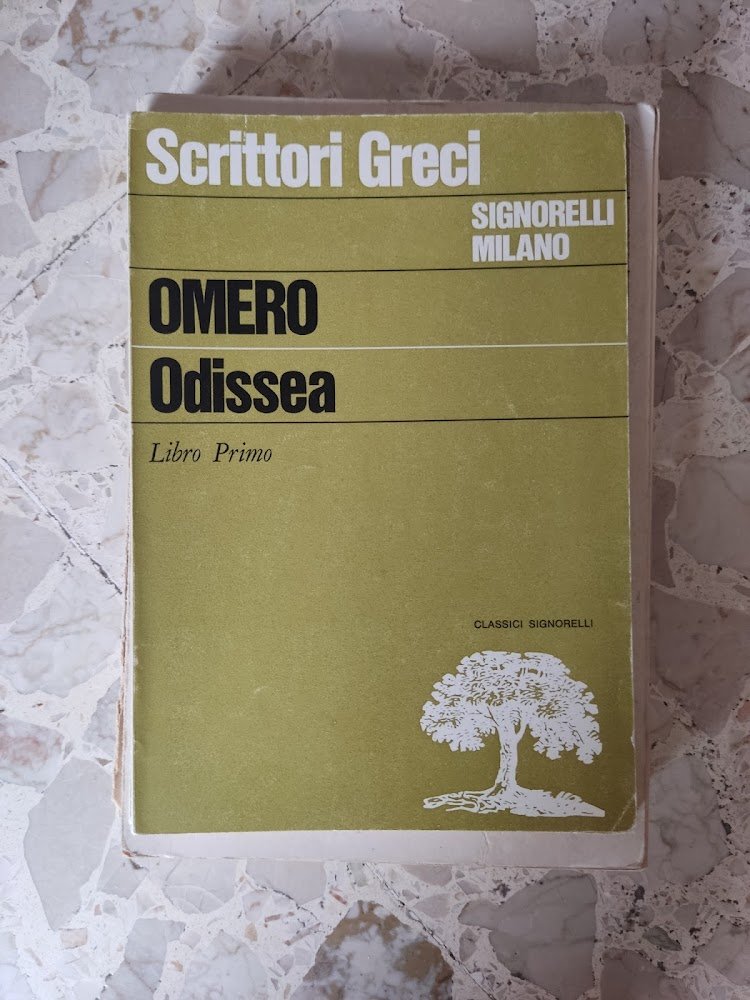 Scrittori Greci
SIGNORELLI
MILANO
OMERO
Odissea
Libro Primo
CLASSICI SIGNORELLI